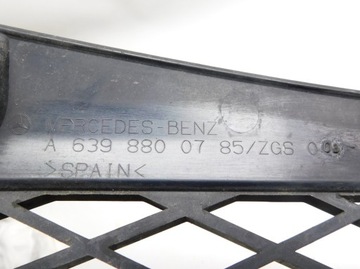 MERCEDES-BENZ
A 639 880 07 85/ZGS
>SPAIN<